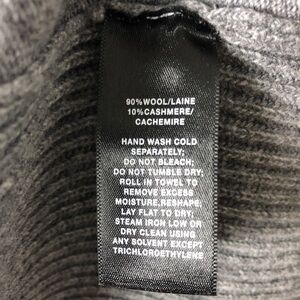 90%WOOL/LAINE
10%CASHMERE/
CACHEMIRE
HAND WASH COLD
SEPARATELY;
DO NOT BLEACH;
DO NOT TUMBLE DRY;
ROLL IN TOWEL TO
REMOVE EXCESS
MOISTURE,RESHAPE;
LAY FLAT TO DRY;
STEAM IRON LOW OR
DRY CLEAN USING
ANY SOLVENT EXCEPT
TRICHLOROETHYLENE